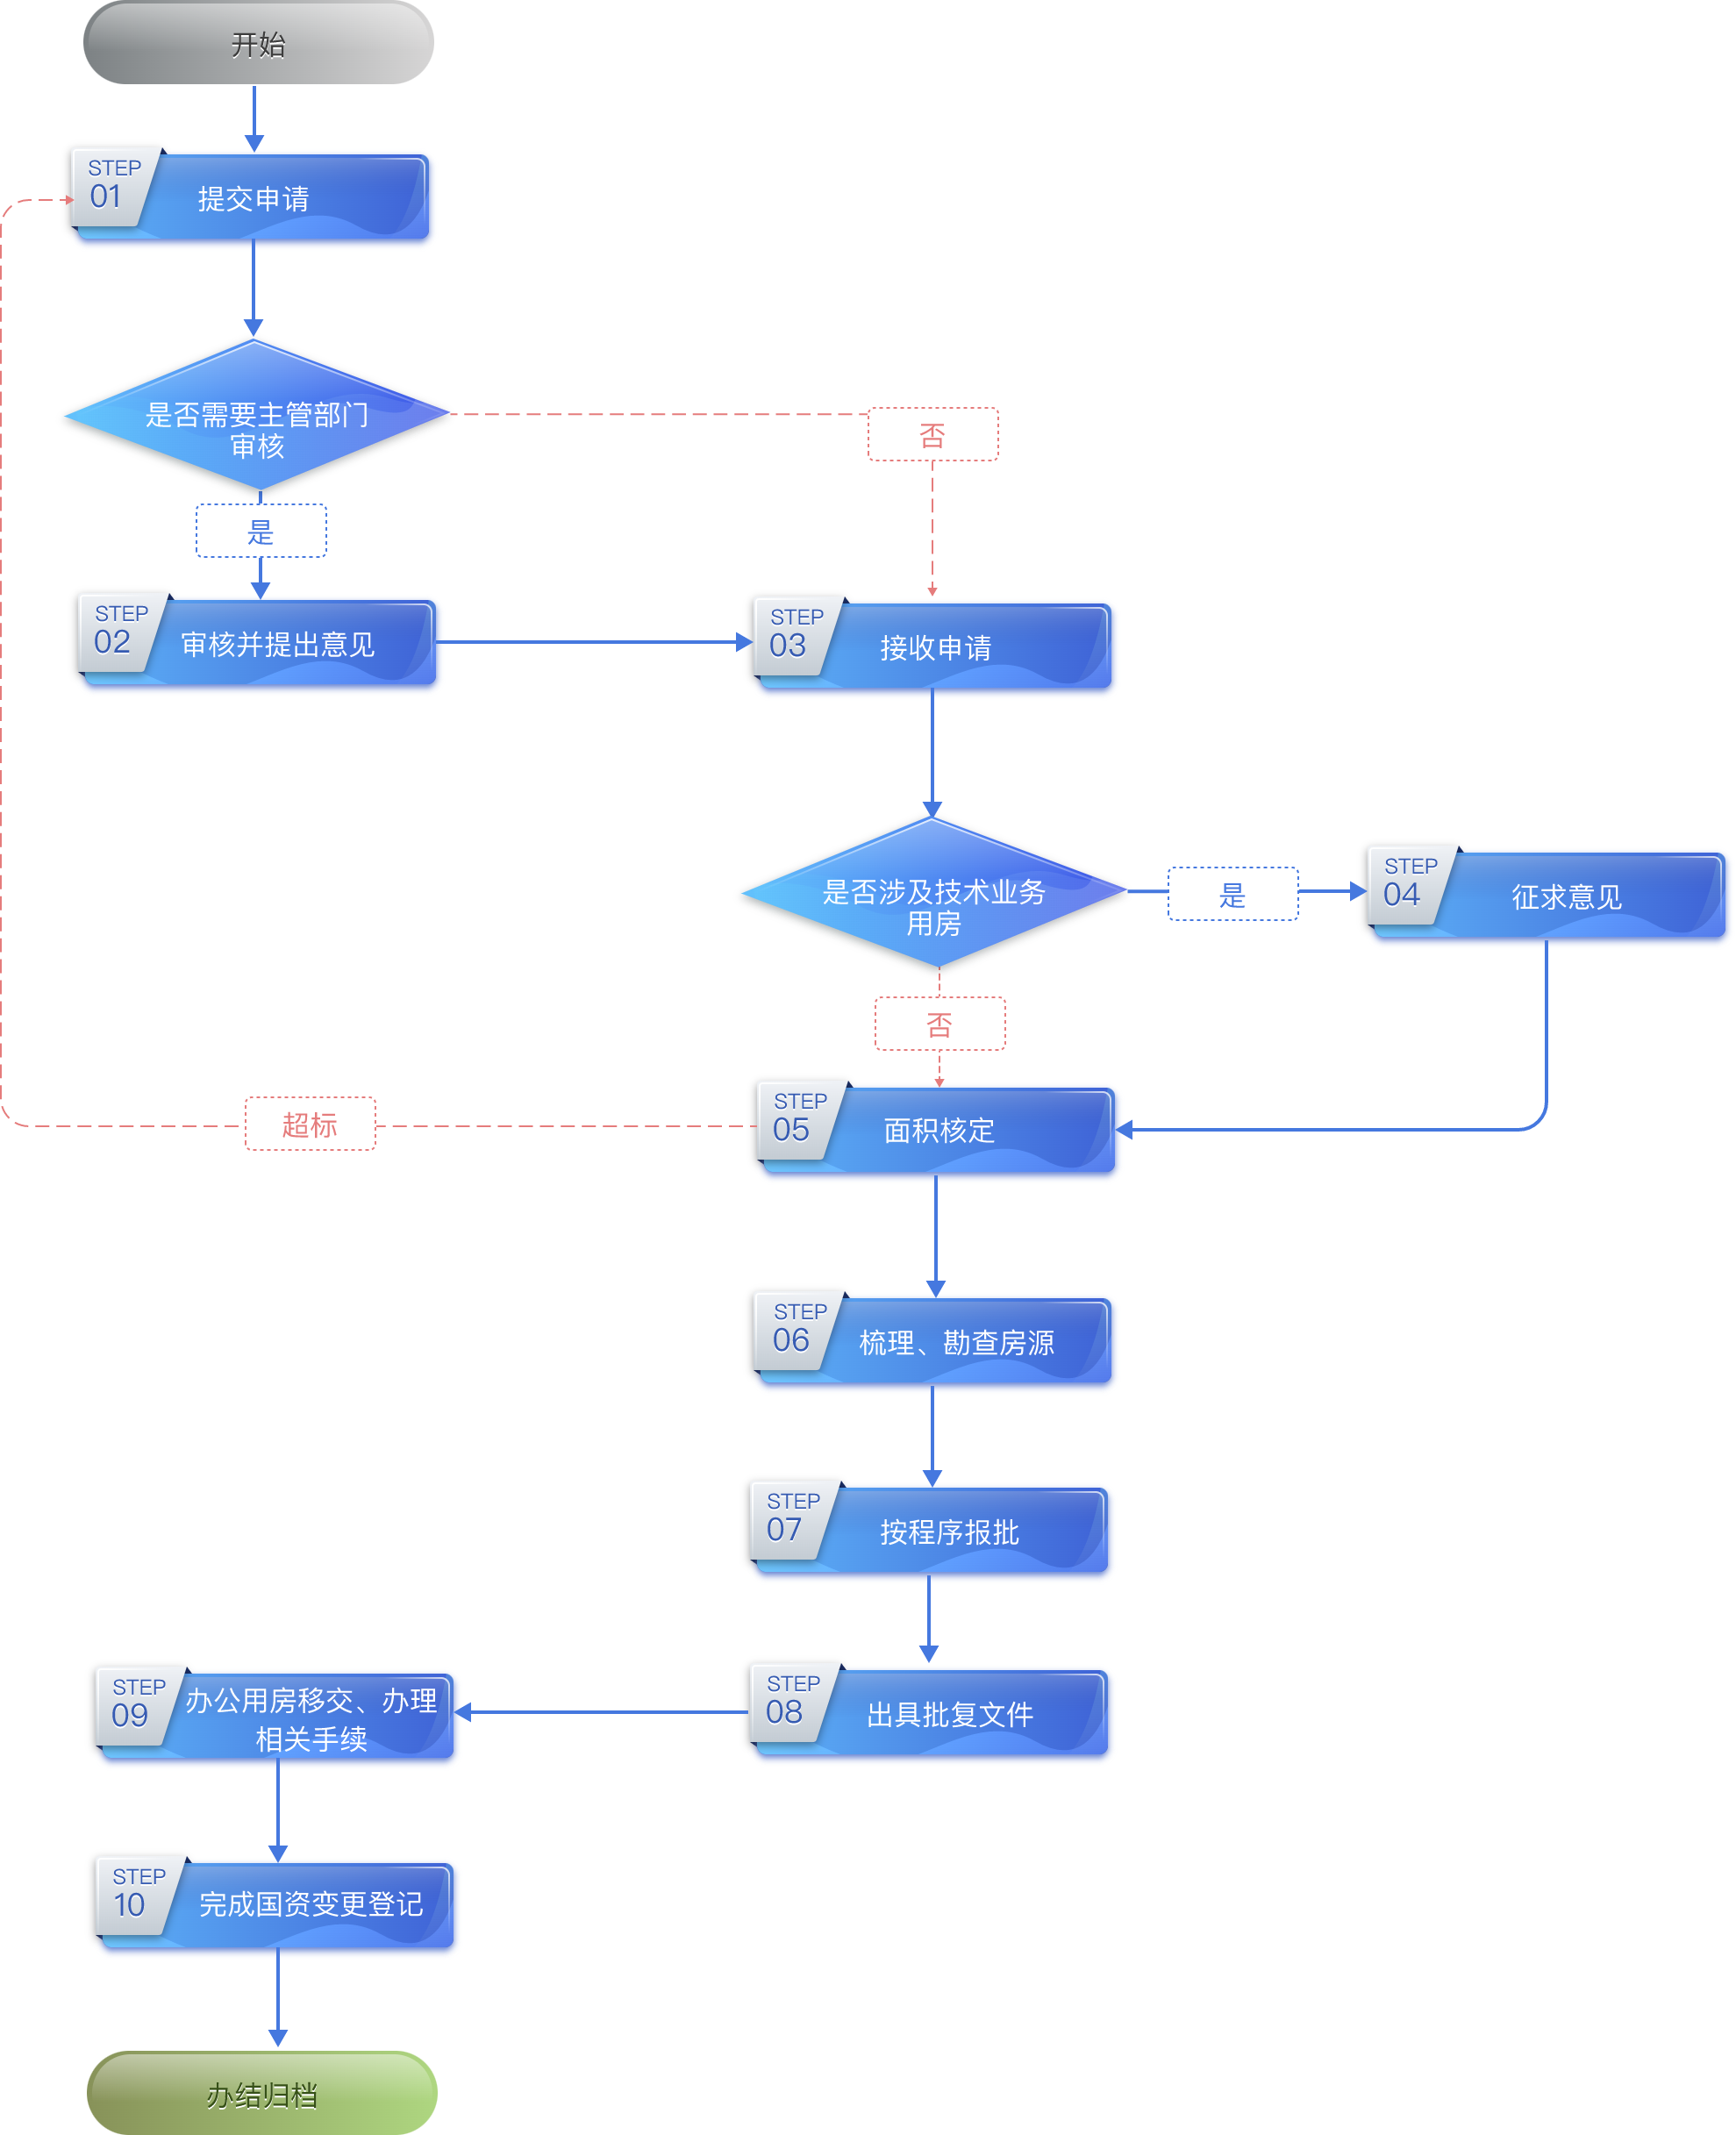 开始
STEP
01
提交申请
是否需要主管部门
审核
否
是
STEP
02
审核并提出意见
STEP
03
接收申请
是否涉及技术业务
用房
是
STEP
04
征求意见
否
超标
STEP
05
面积核定
STEP
06
梳理、勘查房源
STEP
07
按程序报批
STEP
08
出具批复文件
STEP
09
办公用房移交、办理
相关手续
STEP
10
完成国资变更登记
办结归档